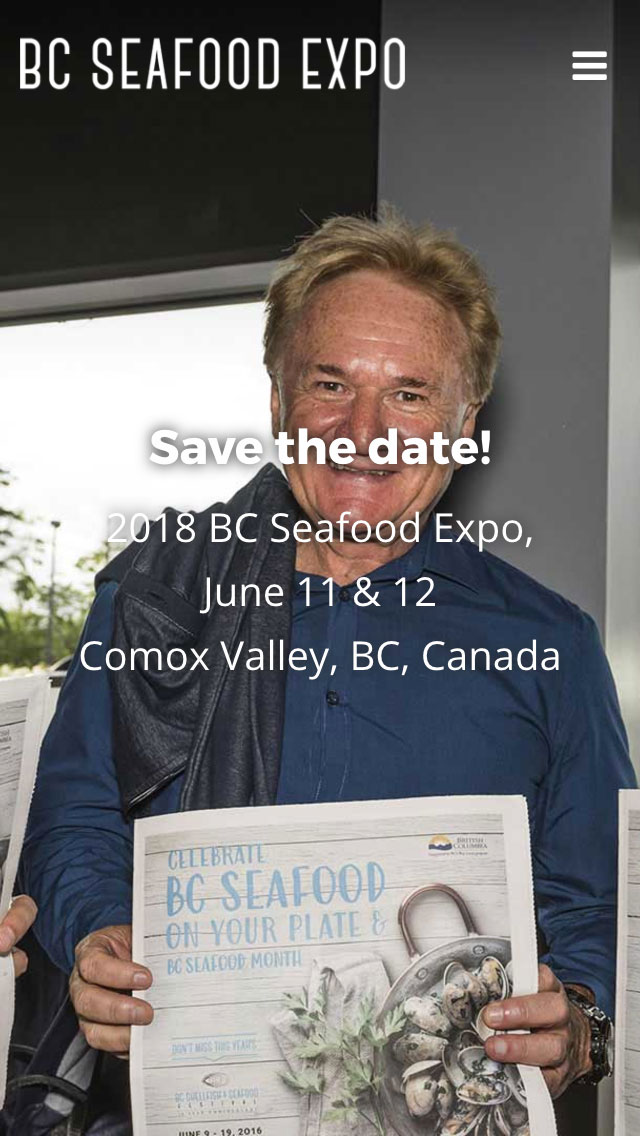 BC SEAFOOD EXPO
Save the date!
2018 BC Seafood Expo,
June 11 & 12
Comox Valley, BC, Canada
CELEBRATE
BRITISH
COLUMBIA
BC SEAFOOD
ON YOUR PLATE &
BC SEAFOOD MONTH
DON'T MISS THIS YEAR'S
BC SHELLFISH & SEAFOOD
FESTIVAL
JUNE 9 - 19, 2016